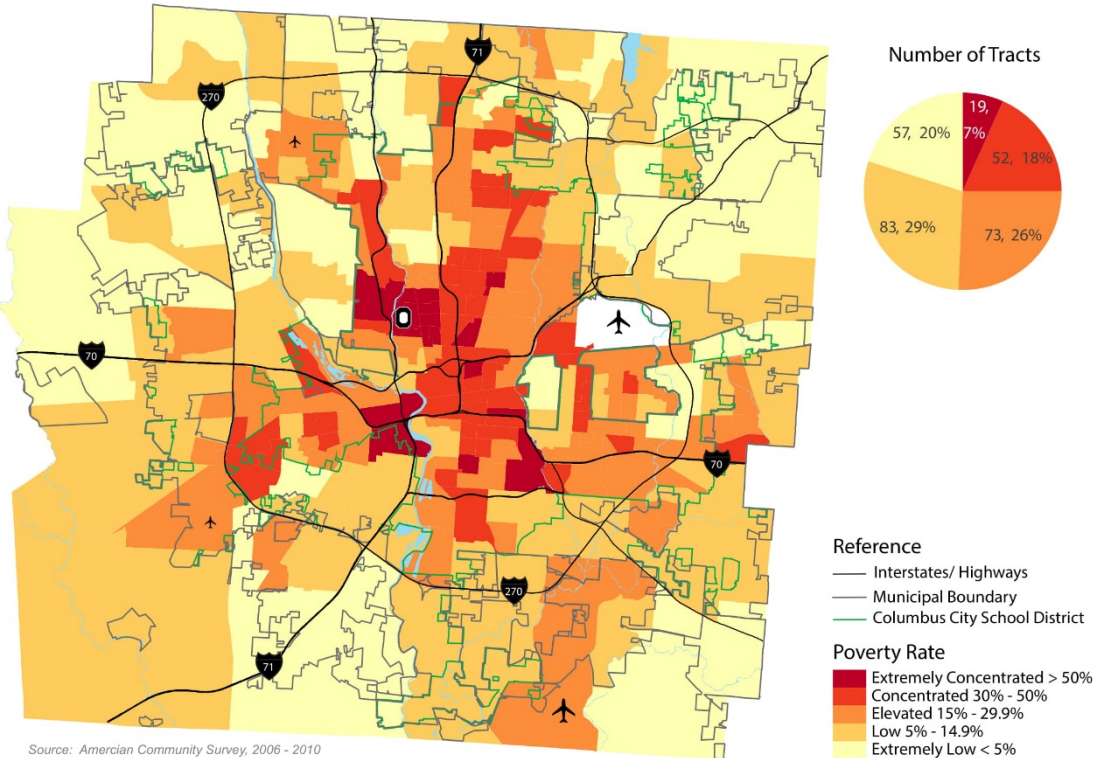 71
270
Number of Tracts
19,
7%
57, 20%
52, 18%
83, 29%
73, 26%
70
70
270
71
Reference
Interstates/ Highways
Municipal Boundary
Columbus City School District
Poverty Rate
Extremely Concentrated > 50%
Concentrated 30% - 50%
Elevated 15% - 29.9%
Low 5% - 14.9%
Extremely Low < 5%
Source: Amercian Community Survey, 2006 - 2010